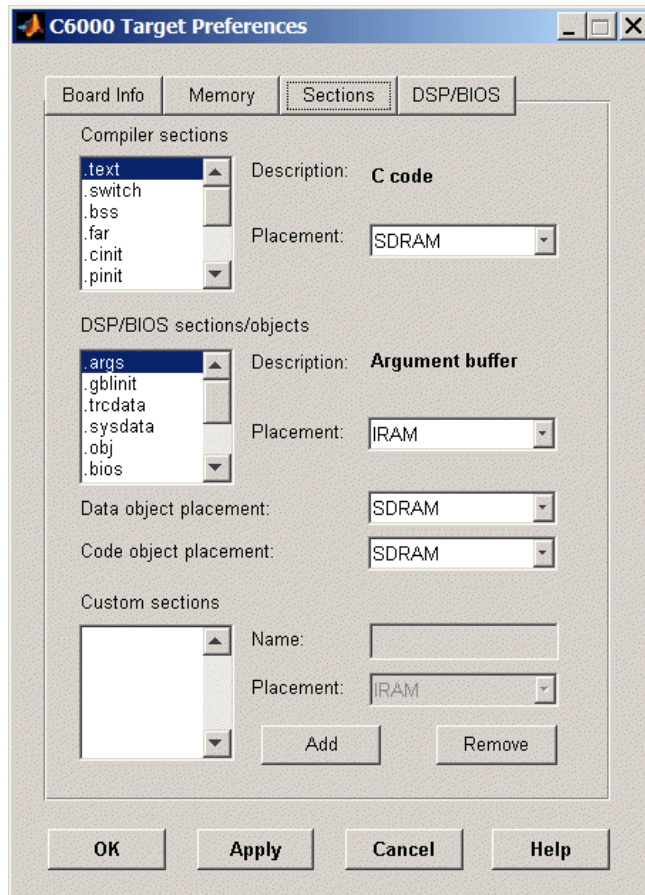 C6000 Target Preferences
Board Info Memory Sections DSP/BIOS
Compiler sections
.text
.switch
.bss
.far
.cinit
.pinit
Description: C code
Placement: SDRAM
DSP/BIOS sections/objects
.args
.gblinit
.trcdata
.sysdata
.obj
.bios
Description: Argument buffer
Placement: IRAM
Data object placement: SDRAM
Code object placement: SDRAM
Custom sections
Name:
Placement: IRAM
Add Remove
OK Apply Cancel Help